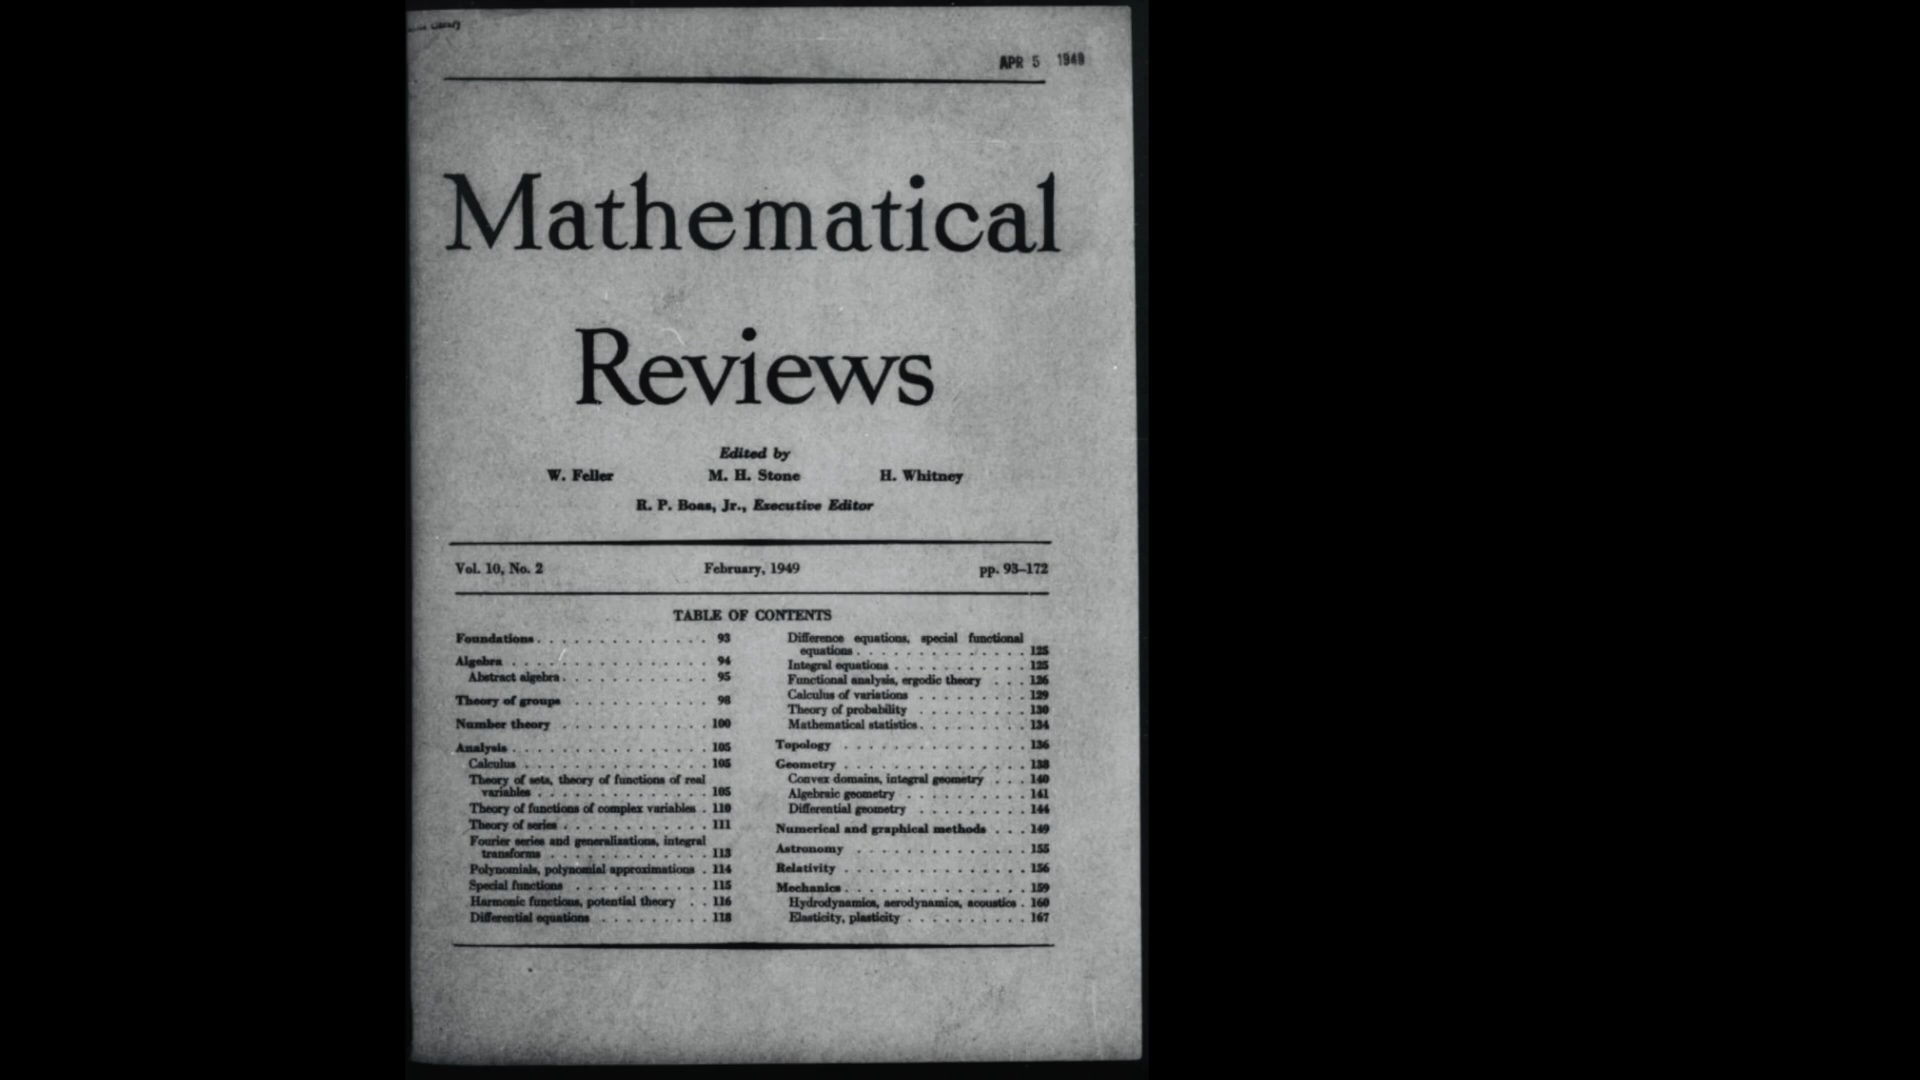 APR 5 1949
Mathematical
Reviews
Edited by
W. Feller M. H. Stone H. Whitney
R. P. Boas, Jr., Executive Editor
Vol. 10, No. 2 February, 1949 pp. 93–172
TABLE OF CONTENTS
Foundations . . . . . . . . . . . . . . 93
Algebra . . . . . . . . . . . . . . . . 94
Abstract algebra . . . . . . . . . . . . 95
Theory of groups . . . . . . . . . . . 98
Number theory . . . . . . . . . . . . 100
Analysis . . . . . . . . . . . . . . . . 105
Calculus . . . . . . . . . . . . . . . 105
Theory of sets, theory of functions of real
variables . . . . . . . . . . . . . . 105
Theory of functions of complex variables . 110
Theory of series . . . . . . . . . . . . 111
Fourier series and generalizations, integral
transforms . . . . . . . . . . . . . 113
Polynomials, polynomial approximations . 114
Special functions . . . . . . . . . . . 115
Harmonic functions, potential theory . . 116
Differential equations . . . . . . . . . 118
Difference equations, special functional
equations . . . . . . . . . . . . . . 125
Integral equations . . . . . . . . . . . 125
Functional analysis, ergodic theory . . . 126
Calculus of variations . . . . . . . . . 129
Theory of probability . . . . . . . . . 130
Mathematical statistics . . . . . . . . . 134
Topology . . . . . . . . . . . . . . . 136
Geometry . . . . . . . . . . . . . . . 138
Convex domains, integral geometry . . . 140
Algebraic geometry . . . . . . . . . . 141
Differential geometry . . . . . . . . . 144
Numerical and graphical methods . . . 149
Astronomy . . . . . . . . . . . . . . 155
Relativity . . . . . . . . . . . . . . . 156
Mechanics . . . . . . . . . . . . . . . 159
Hydrodynamics, aerodynamics, acoustics . 160
Elasticity, plasticity . . . . . . . . . . 167